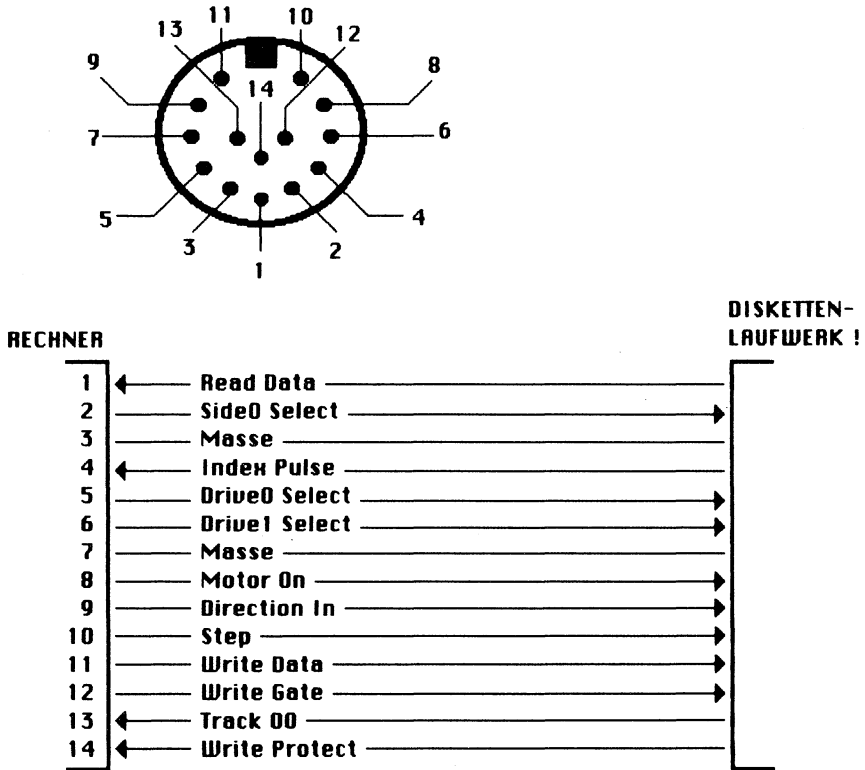 11 10
13 12
9 14 8
7 6
5 4
3 2
1
DISKETTEN-
RECHNER LAUFWERK !
1 Read Data
2 Side0 Select
3 Masse
4 Index Pulse
5 Drive0 Select
6 Drive1 Select
7 Masse
8 Motor On
9 Direction In
10 Step
11 Write Data
12 Write Gate
13 Track 00
14 Write Protect